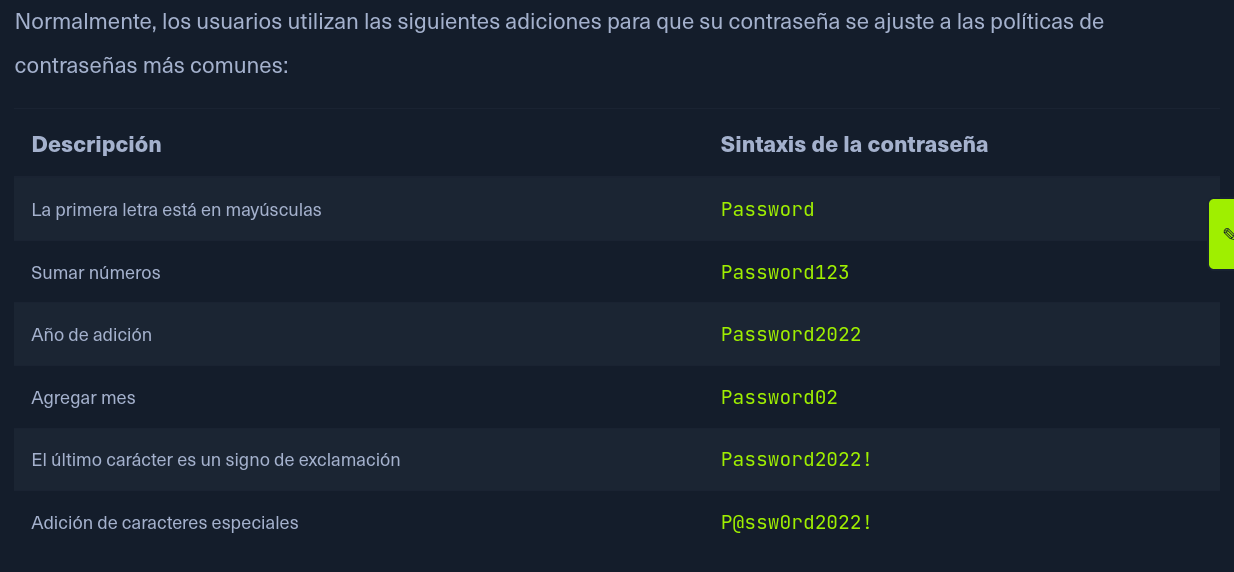 Normalmente, los usuarios utilizan las siguientes adiciones para que su contraseña se ajuste a las políticas de
contraseñas más comunes:
Descripción Sintaxis de la contraseña
La primera letra está en mayúsculas Password
Sumar números Password123
Año de adición Password2022
Agregar mes Password02
El último carácter es un signo de exclamación Password2022!
Adición de caracteres especiales P@ssw0rd2022!